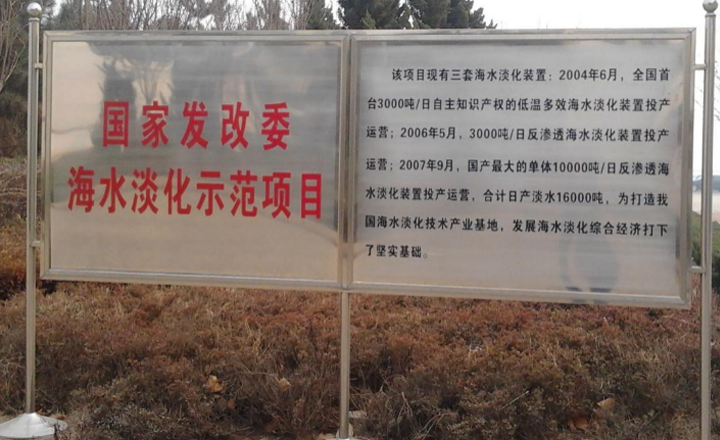 国家发改委
海水淡化示范项目
该项目现有三套海水淡化装置：2004年6月，全国首
台3000吨/日自主知识产权的低温多效海水淡化装置投产
运营；2006年5月，3000吨/日反渗透海水淡化装置投产
运营；2007年9月，国产最大的单体10000吨/日反渗透海
水淡化装置投产运营，合计日产淡水16000吨，为打造我
国海水淡化技术产业基地，发展海水淡化综合经济打下
了坚实基础。